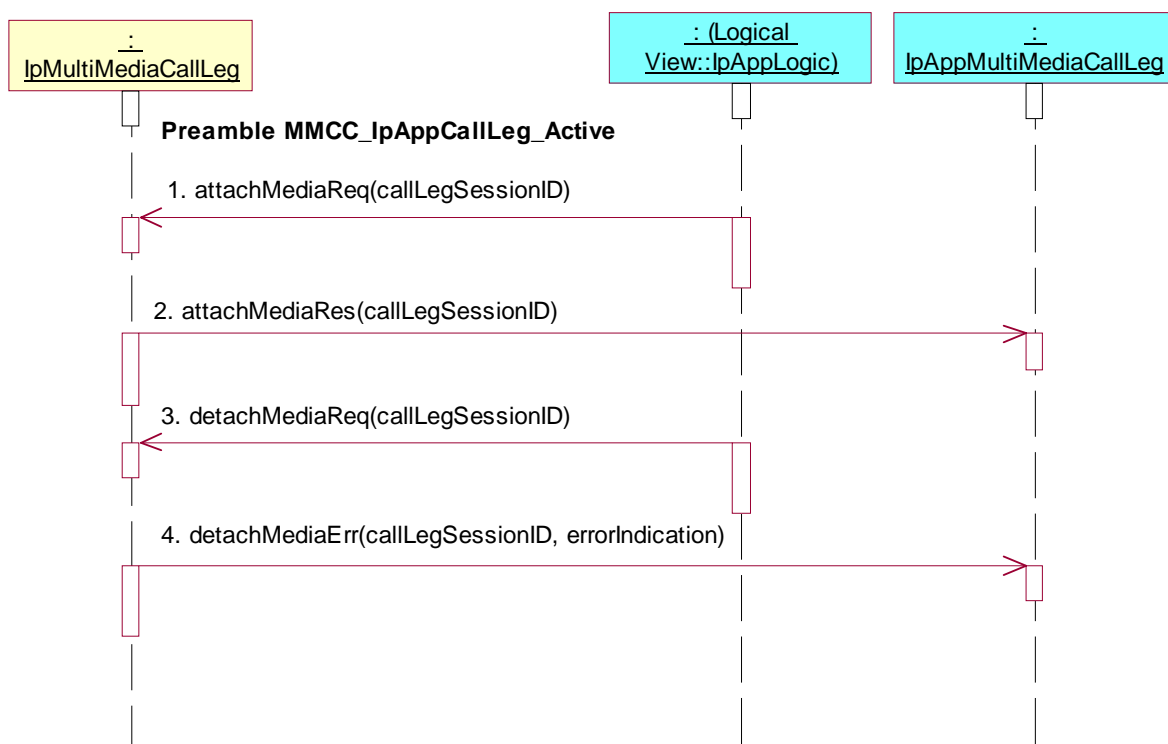 :
IpMultiMediaCallLeg
: (Logical
View::IpAppLogic)
:
IpAppMultiMediaCallLeg
Preamble MMCC_IpAppCallLeg_Active
1. attachMediaReq(callLegSessionID)
2. attachMediaRes(callLegSessionID)
3. detachMediaReq(callLegSessionID)
4. detachMediaErr(callLegSessionID, errorIndication)